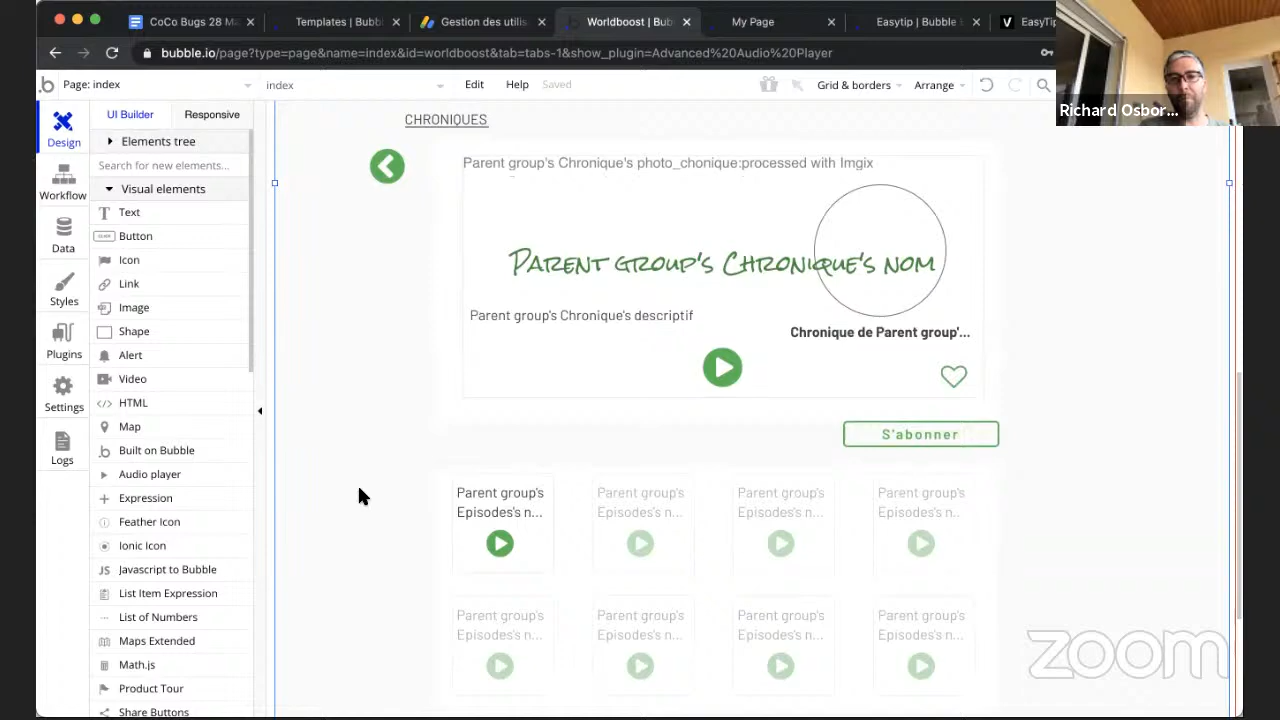 CoCo Bugs 28 Ma
Templates | Bubb
Gestion des utilis
Worldboost | Bub
My Page
Easytip | Bubble E
EasyTip
bubble.io/page?type=page&name=index&id=worldboost&tab=tabs-1&show_plugin=Advanced%20Audio%20Player
Page: index
index
Edit
Help
Saved
Grid & borders
Arrange
Richard Osbor...
Design
Workflow
Data
Styles
Plugins
Settings
Logs
UI Builder
Responsive
Elements tree
Search for new elements...
Visual elements
Text
Button
Icon
Link
Image
Shape
Alert
Video
HTML
Map
Built on Bubble
Audio player
Expression
Feather Icon
Ionic Icon
JS Javascript to Bubble
List Item Expression
List of Numbers
Maps Extended
Math.js
Product Tour
Share Buttons
CHRONIQUES
Parent group's Chronique's photo_chonique:processed with Imgix
Parent group's Chronique's nom
Parent group's Chronique's descriptif
Chronique de Parent group'...
S'abonner
Parent group's Episodes's n...
Parent group's Episodes's n...
Parent group's Episodes's n...
Parent group's Episodes's n..
Parent group's Episodes's n...
Parent group's Episodes's n...
Parent group's Episodes's n...
Parent group's Episodes's n...
zoom